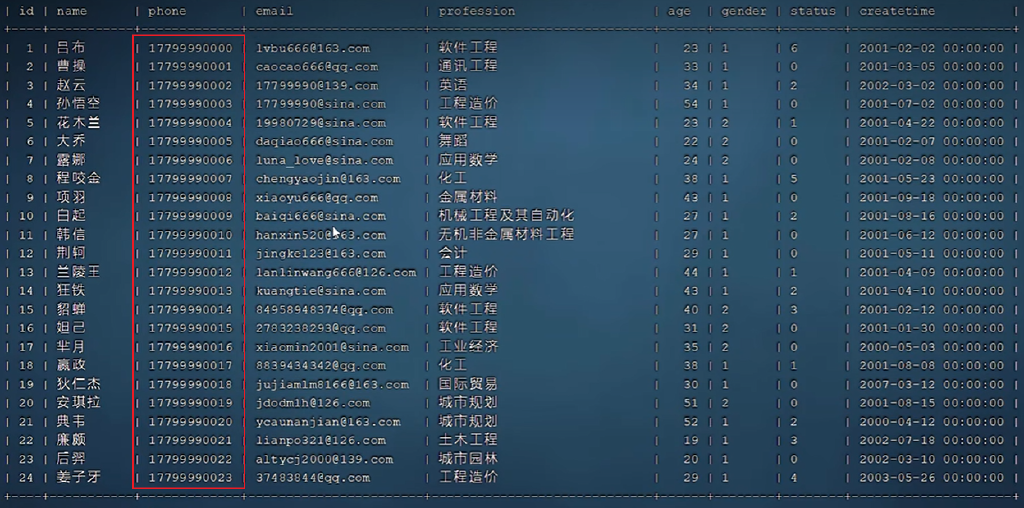 | id | name | phone | email | profession | age | gender | status | createtime |
| 1 | 吕布 | 17799990000 | lvbu666@163.com | 软件工程 | 23 | 1 | 6 | 2001-02-02 00:00:00 |
| 2 | 曹操 | 17799990001 | caocao666@qq.com | 通讯工程 | 33 | 1 | 0 | 2001-03-05 00:00:00 |
| 3 | 赵云 | 17799990002 | 17799990@139.com | 英语 | 34 | 1 | 2 | 2002-03-02 00:00:00 |
| 4 | 孙悟空 | 17799990003 | 17799990@sina.com | 工程造价 | 54 | 1 | 0 | 2001-07-02 00:00:00 |
| 5 | 花木兰 | 17799990004 | 19980729@sina.com | 软件工程 | 23 | 2 | 1 | 2001-04-22 00:00:00 |
| 6 | 大乔 | 17799990005 | daqiao666@sina.com | 舞蹈 | 22 | 2 | 0 | 2001-02-07 00:00:00 |
| 7 | 露娜 | 17799990006 | luna_love@sina.com | 应用数学 | 24 | 2 | 0 | 2001-02-08 00:00:00 |
| 8 | 程咬金 | 17799990007 | chengyaojin@163.com | 化工 | 38 | 1 | 5 | 2001-05-23 00:00:00 |
| 9 | 项羽 | 17799990008 | xiaoyu666@qq.com | 金属材料 | 43 | 1 | 0 | 2001-09-18 00:00:00 |
| 10 | 白起 | 17799990009 | baiqi666@sina.com | 机械工程及其自动化 | 27 | 1 | 2 | 2001-08-16 00:00:00 |
| 11 | 韩信 | 17799990010 | hanxin520@163.com | 无机非金属材料工程 | 27 | 1 | 0 | 2001-06-12 00:00:00 |
| 12 | 荆轲 | 17799990011 | jingke123@163.com | 会计 | 29 | 1 | 0 | 2001-05-11 00:00:00 |
| 13 | 兰陵王 | 17799990012 | lanlinwang666@126.com | 工程造价 | 44 | 1 | 1 | 2001-04-09 00:00:00 |
| 14 | 狂铁 | 17799990013 | kuangtie@sina.com | 应用数学 | 43 | 1 | 2 | 2001-04-10 00:00:00 |
| 15 | 貂蝉 | 17799990014 | 84958948374@qq.com | 软件工程 | 40 | 2 | 3 | 2001-02-12 00:00:00 |
| 16 | 妲己 | 17799990015 | 2783238293@qq.com | 软件工程 | 31 | 2 | 0 | 2001-01-30 00:00:00 |
| 17 | 芈月 | 17799990016 | xiaomin2001@sina.com | 工业经济 | 35 | 2 | 0 | 2000-05-03 00:00:00 |
| 18 | 嬴政 | 17799990017 | 8839434342@qq.com | 化工 | 38 | 1 | 1 | 2001-08-08 00:00:00 |
| 19 | 狄仁杰 | 17799990018 | jujiamlm8166@163.com | 国际贸易 | 30 | 1 | 0 | 2007-03-12 00:00:00 |
| 20 | 安琪拉 | 17799990019 | jdodm1h@126.com | 城市规划 | 51 | 2 | 0 | 2001-08-15 00:00:00 |
| 21 | 典韦 | 17799990020 | ycaunanjian@163.com | 城市规划 | 52 | 1 | 2 | 2000-04-12 00:00:00 |
| 22 | 廉颇 | 17799990021 | lianpo321@126.com | 土木工程 | 19 | 1 | 3 | 2002-07-18 00:00:00 |
| 23 | 后羿 | 17799990022 | altycj2000@139.com | 城市园林 | 20 | 1 | 0 | 2002-03-10 00:00:00 |
| 24 | 姜子牙 | 17799990023 | 37483844@qq.com | 工程造价 | 29 | 1 | 4 | 2003-05-26 00:00:00 |